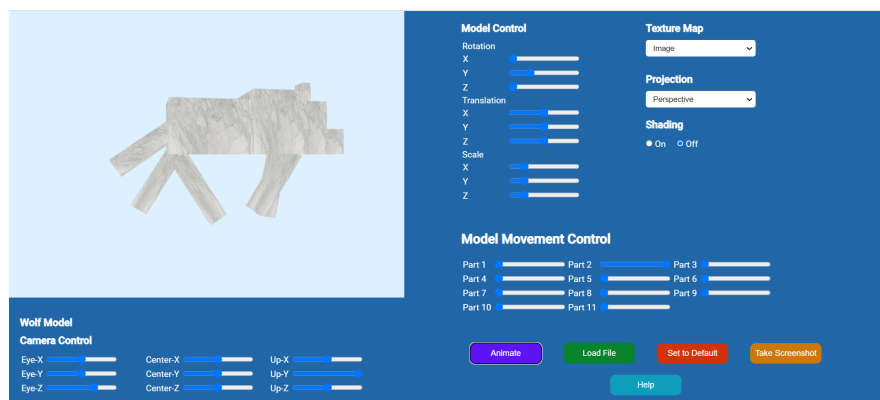 Model Control
Rotation
X
Y
Z
Translation
X
Y
Z
Scale
X
Y
Z
Texture Map
Image
Projection
Perspective
Shading
On Off
Model Movement Control
Part 1 Part 2 Part 3
Part 4 Part 5 Part 6
Part 7 Part 8 Part 9
Part 10 Part 11
Animate Load File Set to Default Take Screenshot
Help
Wolf Model
Camera Control
Eye-X Center-X Up-X
Eye-Y Center-Y Up-Y
Eye-Z Center-Z Up-Z